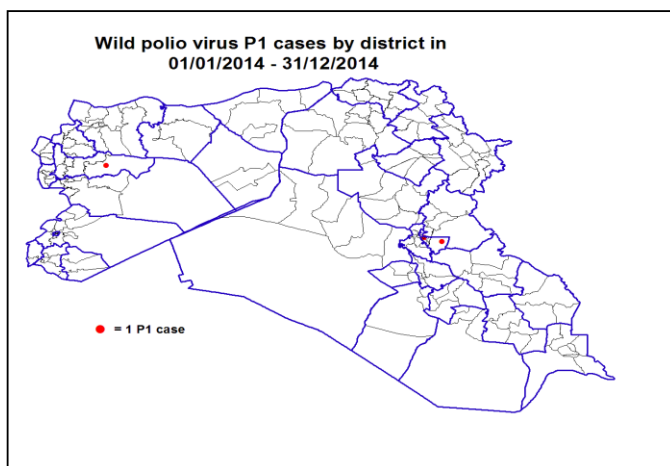 Wild polio virus P1 cases by district in
01/01/2014 - 31/12/2014
= 1 P1 case